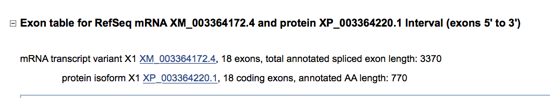 Exon table for RefSeq mRNA XM_003364172.4 and protein XP_003364220.1 Interval (exons 5' to 3')
mRNA transcript variant X1 XM_003364172.4, 18 exons, total annotated spliced exon length: 3370
protein isoform X1 XP_003364220.1, 18 coding exons, annotated AA length: 770